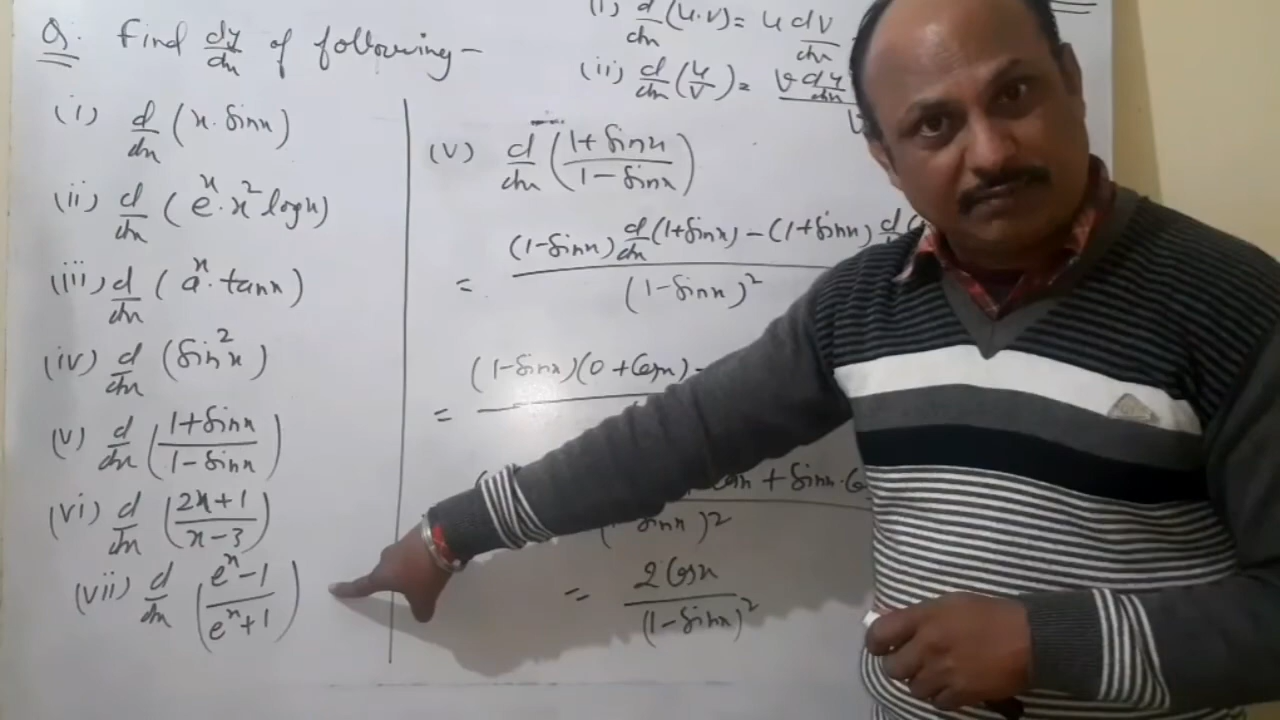 Q: Find dy/dx of following -
(i) d/dx (x. Sinx)
(ii) d/dx (e^x. x^2 logx)
(iii) d/dx (a^x. tanx)
(iv) d/dx (Sin^2 x)
(v) d/dx (1+Sinx / 1-Sinx)
(vi) d/dx (2x+1 / x-3)
(vii) d/dx (e^x-1 / e^x+1)
(i) d/dx (u.v) = u dv/dx
(ii) d/dx (u/v) = v du/dx
(v) d/dx (1+Sinx / 1-Sinx)
= (1-Sinx) d/dx (1+Sinx) - (1+Sinx) d / (1-Sinx)^2
= (1-Sinx)(0+Cosx) -
+ Sinx. / Sinx)^2
= 2Cosx / (1-Sinx)^2